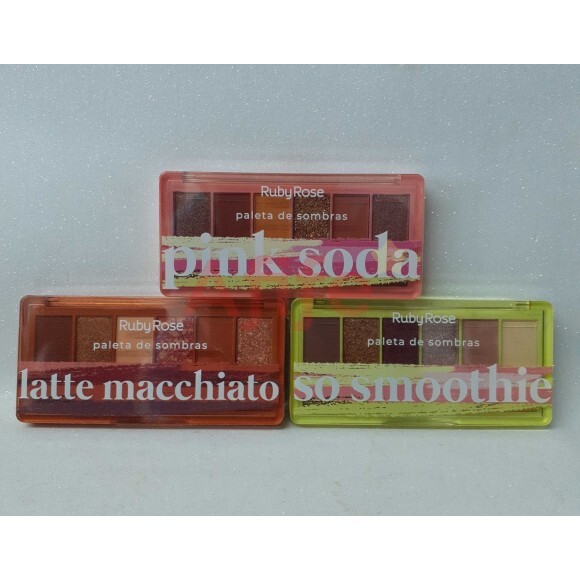 RubyRose
paleta de sombras
pink soda
RubyRose
paleta de sombras
latte macchiato
RubyRose
paleta de sombras
so smoothie